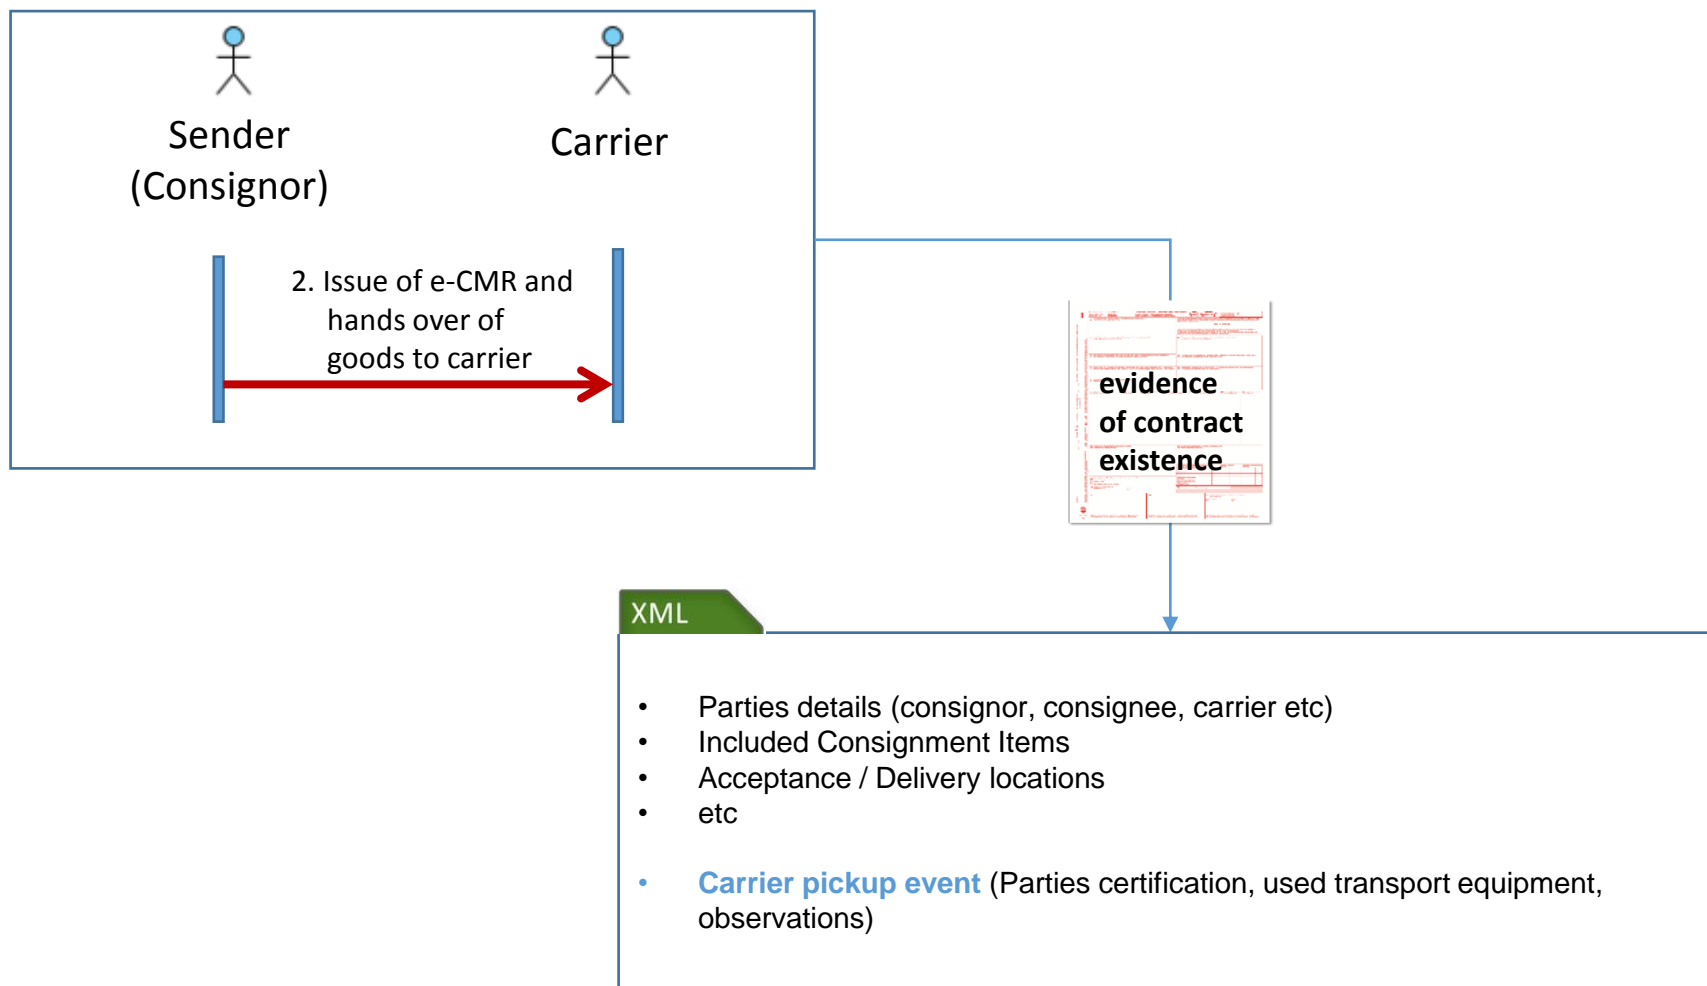 Sender
(Consignor)
Carrier
2. Issue of e-CMR and
hands over of
goods to carrier
evidence
of contract
existence
XML
• Parties details (consignor, consignee, carrier etc)
• Included Consignment Items
• Acceptance / Delivery locations
• etc
• Carrier pickup event (Parties certification, used transport equipment,
observations)